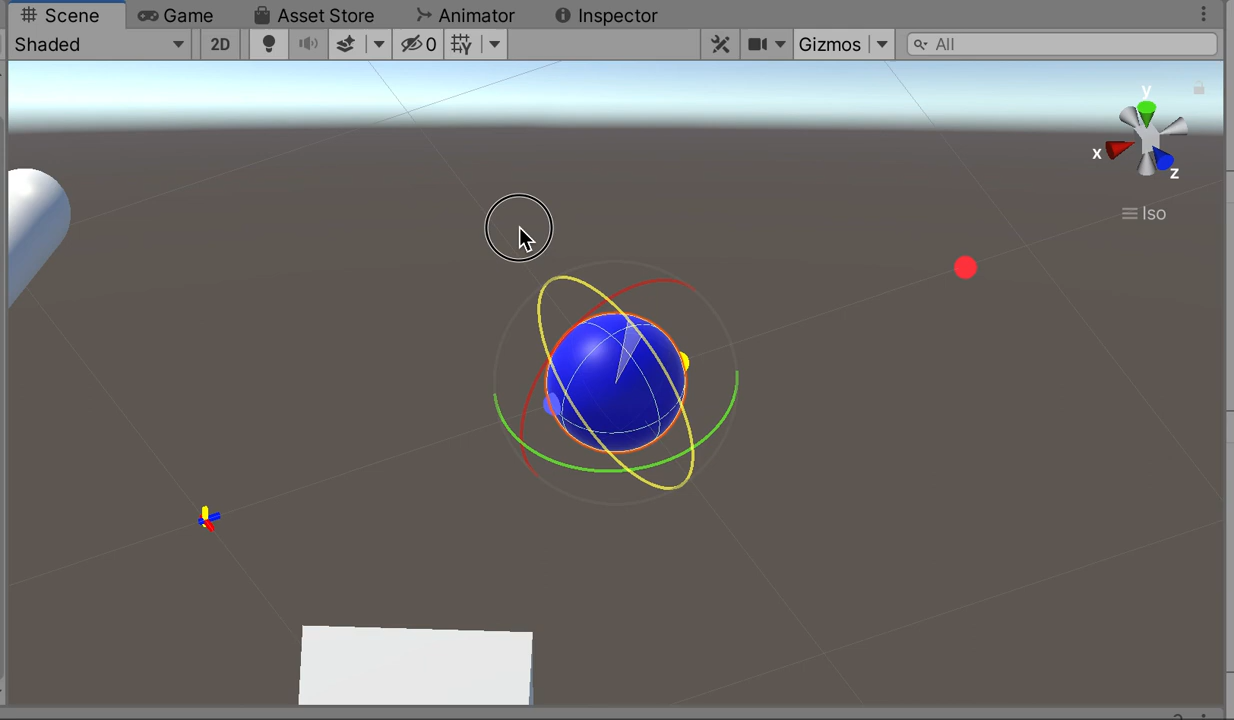 Scene Game Asset Store Animator Inspector
Shaded 2D 0 Gizmos All
y
x
z
Iso